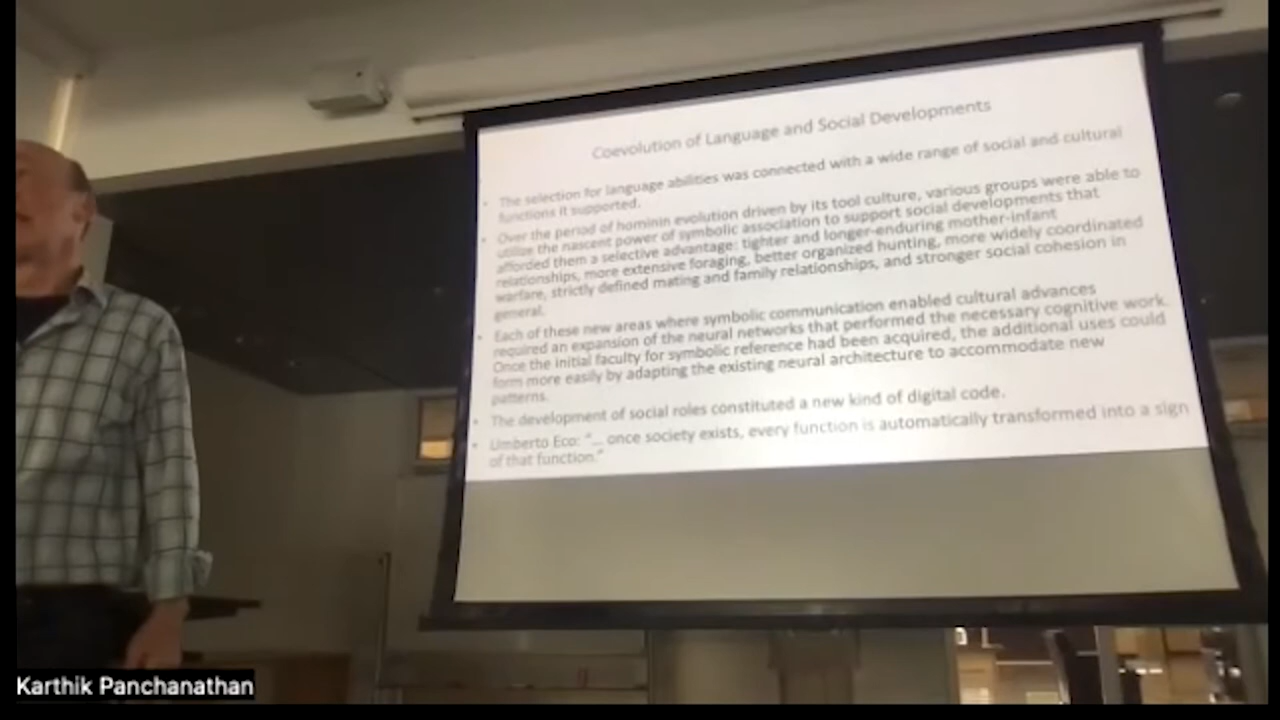 Coevolution of Language and Social Developments
• The selection for language abilities was connected with a wide range of social and cultural
functions it supported.
• Over the period of hominin evolution driven by its tool culture, various groups were able to
utilize the nascent power of symbolic association to support social developments that
afforded them a selective advantage: tighter and longer-enduring mother-infant
relationships, more extensive foraging, better organized hunting, more widely coordinated
warfare, strictly defined mating and family relationships, and stronger social cohesion in
general.
• Each of these new areas where symbolic communication enabled cultural advances
required an expansion of the neural networks that performed the necessary cognitive work.
Once the initial faculty for symbolic reference had been acquired, the additional uses could
form more easily by adapting the existing neural architecture to accommodate new
patterns.
• The development of social roles constituted a new kind of digital code.
• Umberto Eco: "... once society exists, every function is automatically transformed into a sign
of that function."
Karthik Panchanathan